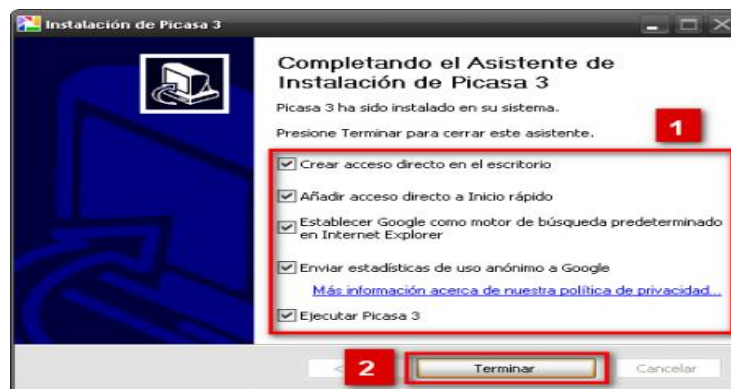 Instalación de Picasa 3
Completando el Asistente de
Instalación de Picasa 3
Picasa 3 ha sido instalado en su sistema.
Presione Terminar para cerrar este asistente.
1
Crear acceso directo en el escritorio
Añadir acceso directo a Inicio rápido
Establecer Google como motor de búsqueda predeterminado
en Internet Explorer
Enviar estadísticas de uso anónimo a Google
Más información acerca de nuestra política de privacidad...
Ejecutar Picasa 3
< 2 Terminar Cancelar